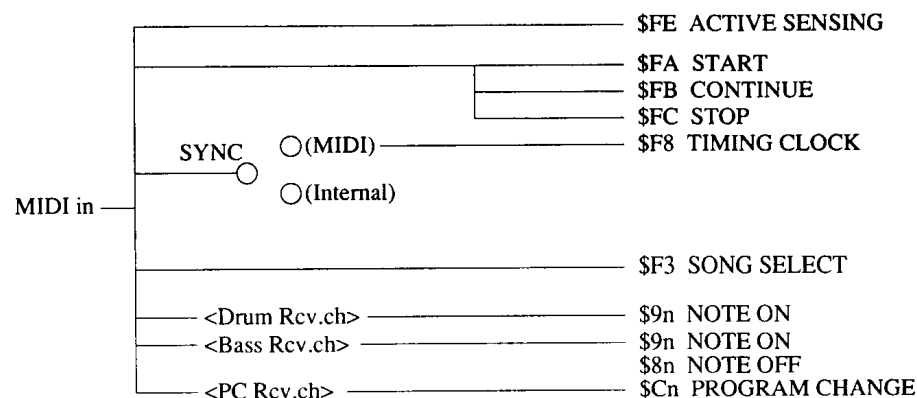 $FE ACTIVE SENSING
$FA START
$FB CONTINUE
$FC STOP
SYNC
(MIDI)
$F8 TIMING CLOCK
(Internal)
MIDI in
$F3 SONG SELECT
<Drum Rcv.ch> $9n NOTE ON
<Bass Rcv.ch> $9n NOTE ON
$8n NOTE OFF
<PC Rcv.ch> $Cn PROGRAM CHANGE